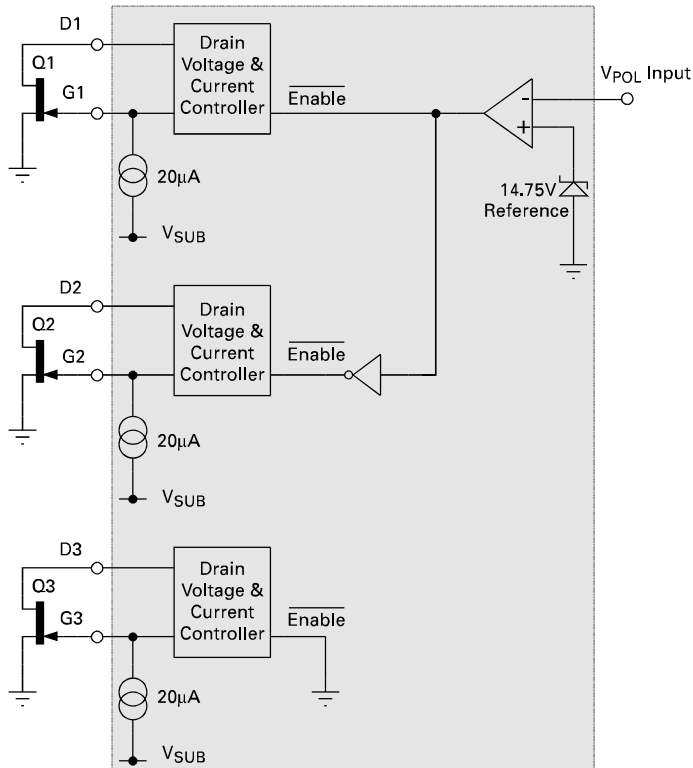 D1
Q1
G1
Drain
Voltage &
Current
Controller
Enable
-
+
VPOL Input
14.75V
Reference
20µA
VSUB
D2
Q2
G2
Drain
Voltage &
Current
Controller
Enable
20µA
VSUB
D3
Q3
G3
Drain
Voltage &
Current
Controller
Enable
20µA
VSUB